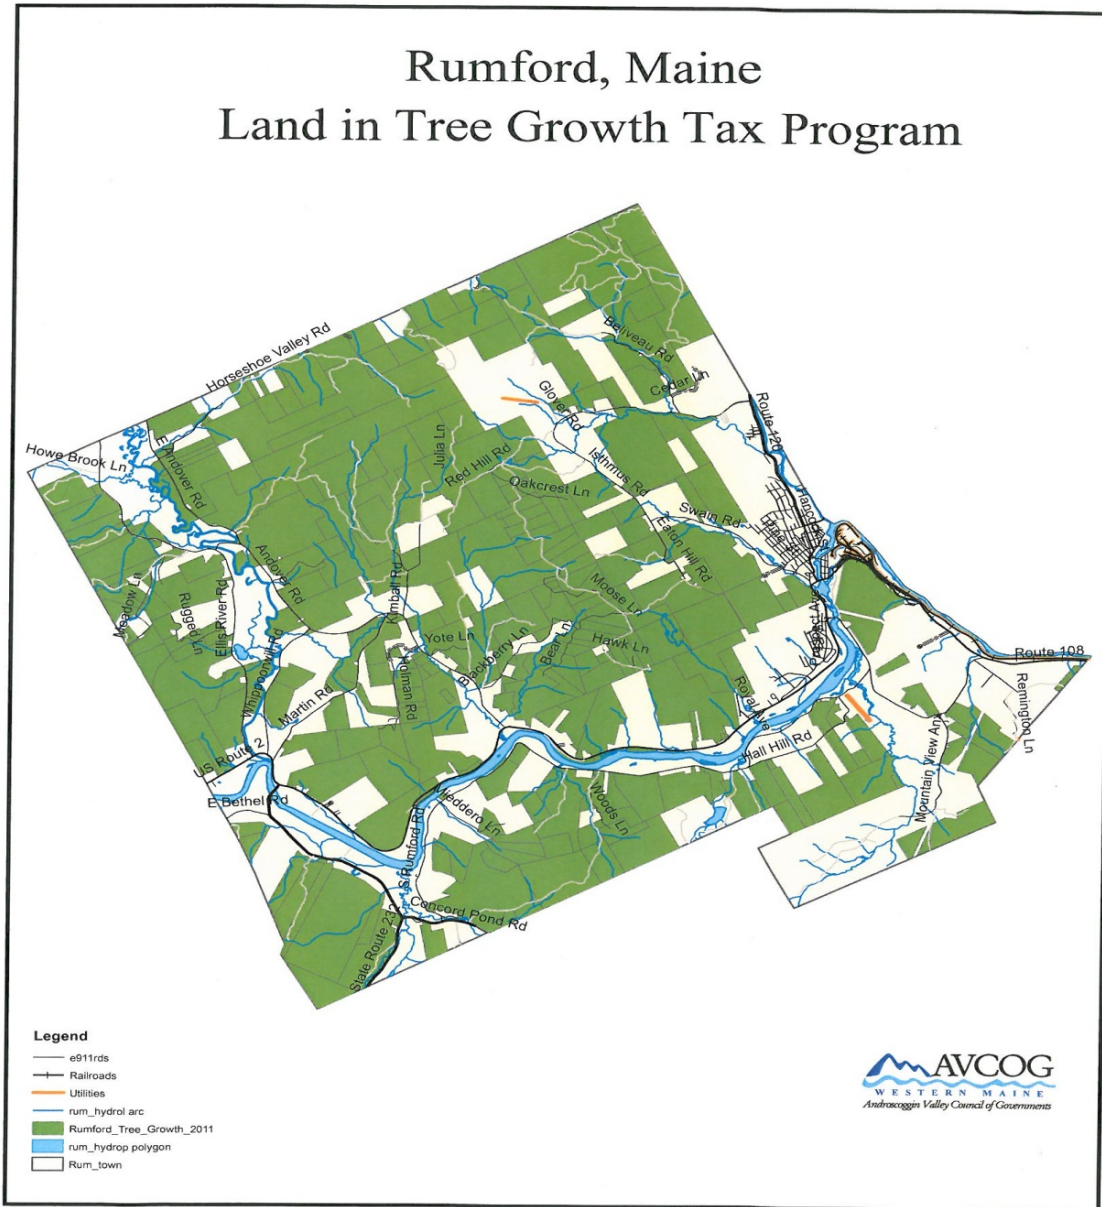 Rumford, Maine
Land in Tree Growth Tax Program
Horseshoe Valley Rd
Beliveau Rd
Cedar Ln
Glover Rd
Route 120
Howe Brook Ln
E Andover Rd
Julia Ln
Red Hill Rd
Isthmus Rd
Oakcrest Ln
Swain Rd
Eaton Hill Rd
Andover Rd
Meadow Ln
Rugged Ln
Ellis River Rd
Kimball Rd
Moose Ln
Yote Ln
Blackberry Ln
Bear Ln
Hawk Ln
Whippoorwil Rd
Holman Rd
Martin Rd
Route 108
Remington Ln
Royal Ave
Hall Hill Rd
US Route 2
E Bethel Rd
Meddero Ln
S Rumford Rd
Woods Ln
Concord Pond Rd
State Route 232
Legend
e911rds
Railroads
Utilities
rum_hydrol arc
Rumford_Tree_Growth_2011
rum_hydrop polygon
Rum_town
AVCOG
WESTERN MAINE
Androscoggin Valley Council of Governments